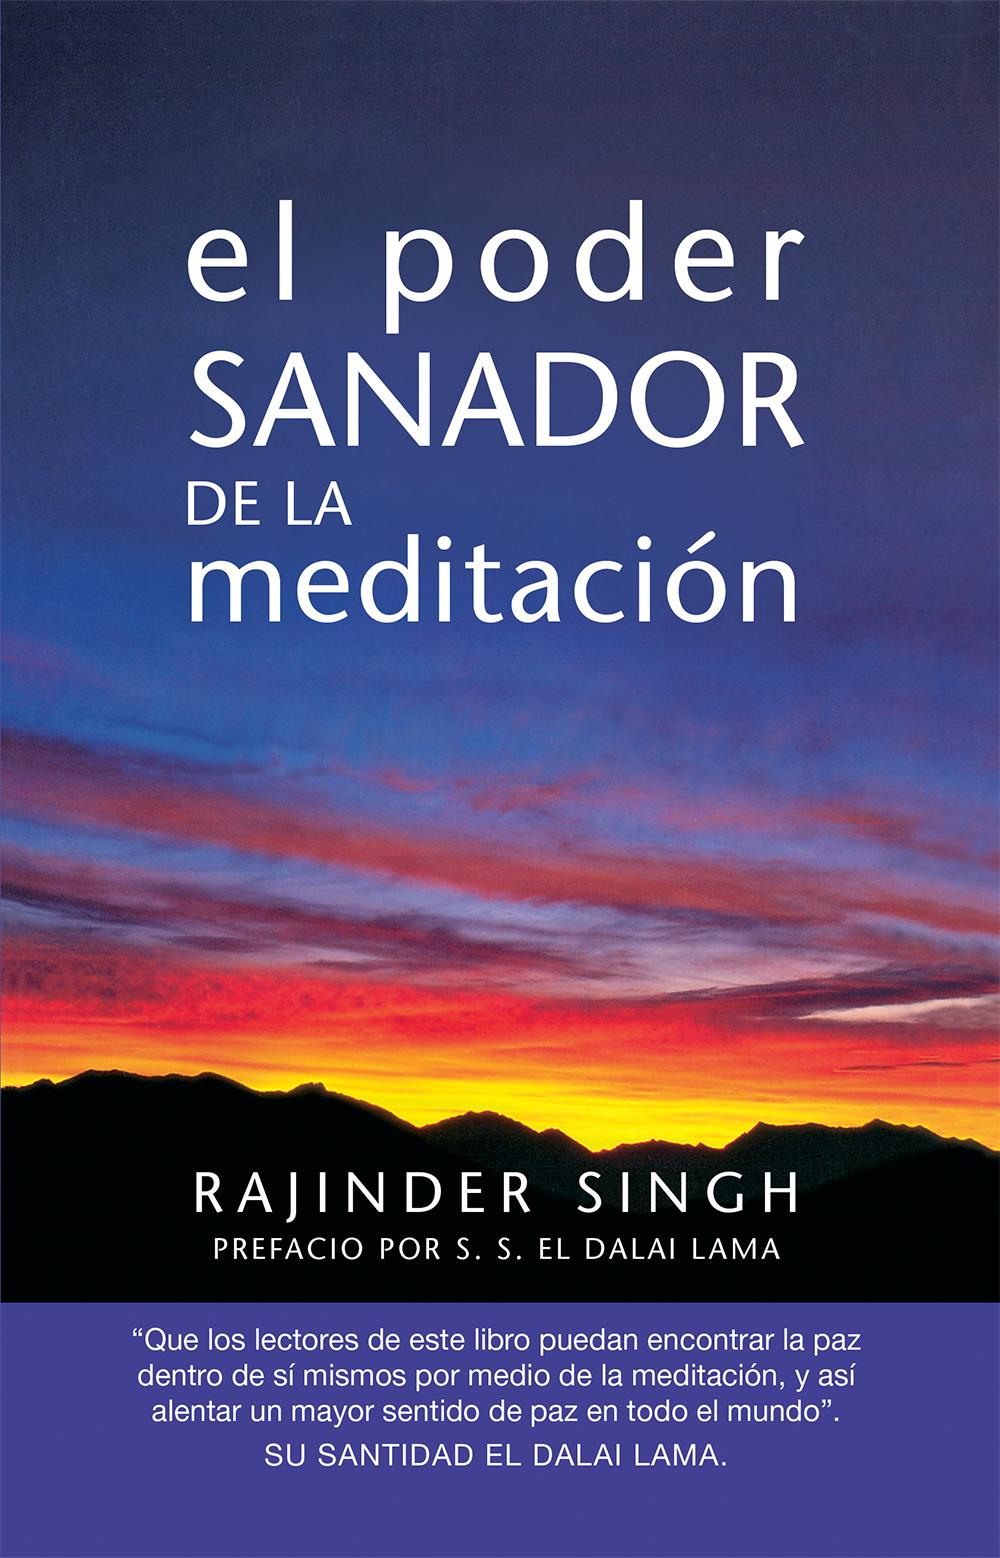 el poder
SANADOR
DE LA
meditación
RAJINDER SINGH
PREFACIO POR S. S. EL DALAI LAMA
“Que los lectores de este libro puedan encontrar la paz
dentro de sí mismos por medio de la meditación, y así
alentar un mayor sentido de paz en todo el mundo”.
SU SANTIDAD EL DALAI LAMA.